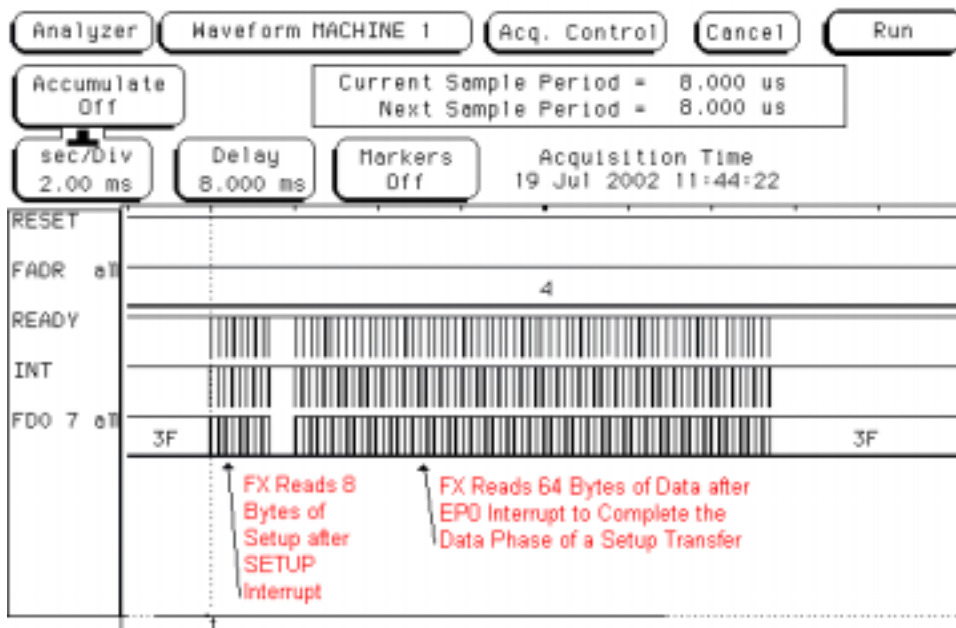 Analyzer Waveform MACHINE 1 Acq. Control Cancel Run
Accumulate
Off
Current Sample Period = 8.000 us
Next Sample Period = 8.000 us
sec/Div
2.00 ms
Delay
8.000 ms
Markers
Off
Acquisition Time
19 Jul 2002 11:44:22
RESET
FADR all
4
READY
INT
FDO 7 all
3F
3F
FX Reads 8
Bytes of
Setup after
SETUP
Interrupt
FX Reads 64 Bytes of Data after
EP0 Interrupt to Complete the
Data Phase of a Setup Transfer
t